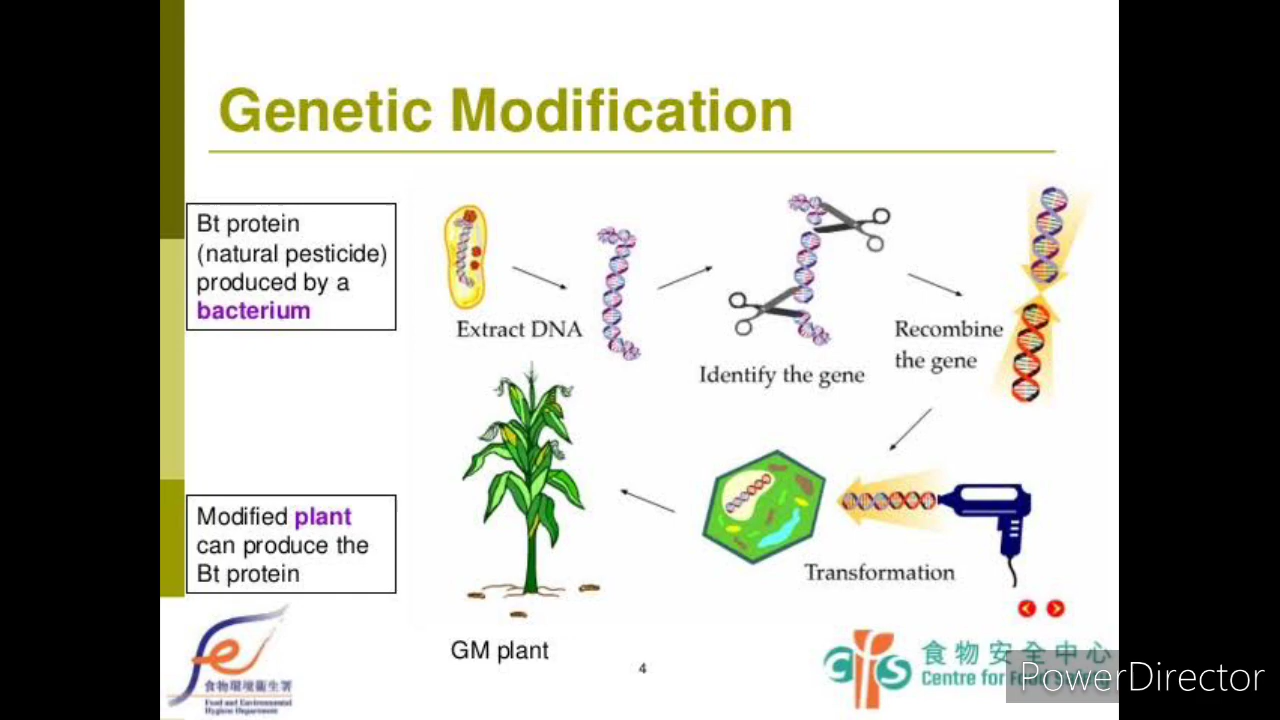 Genetic Modification
Bt protein
(natural pesticide)
produced by a
bacterium
Extract DNA
Identify the gene
Recombine
the gene
Transformation
Modified plant
can produce the
Bt protein
GM plant
4
食物環境衞生署
Food and Environmental
Hygiene Department
cfs
食物安全中心
Centre for Food
PowerDirector